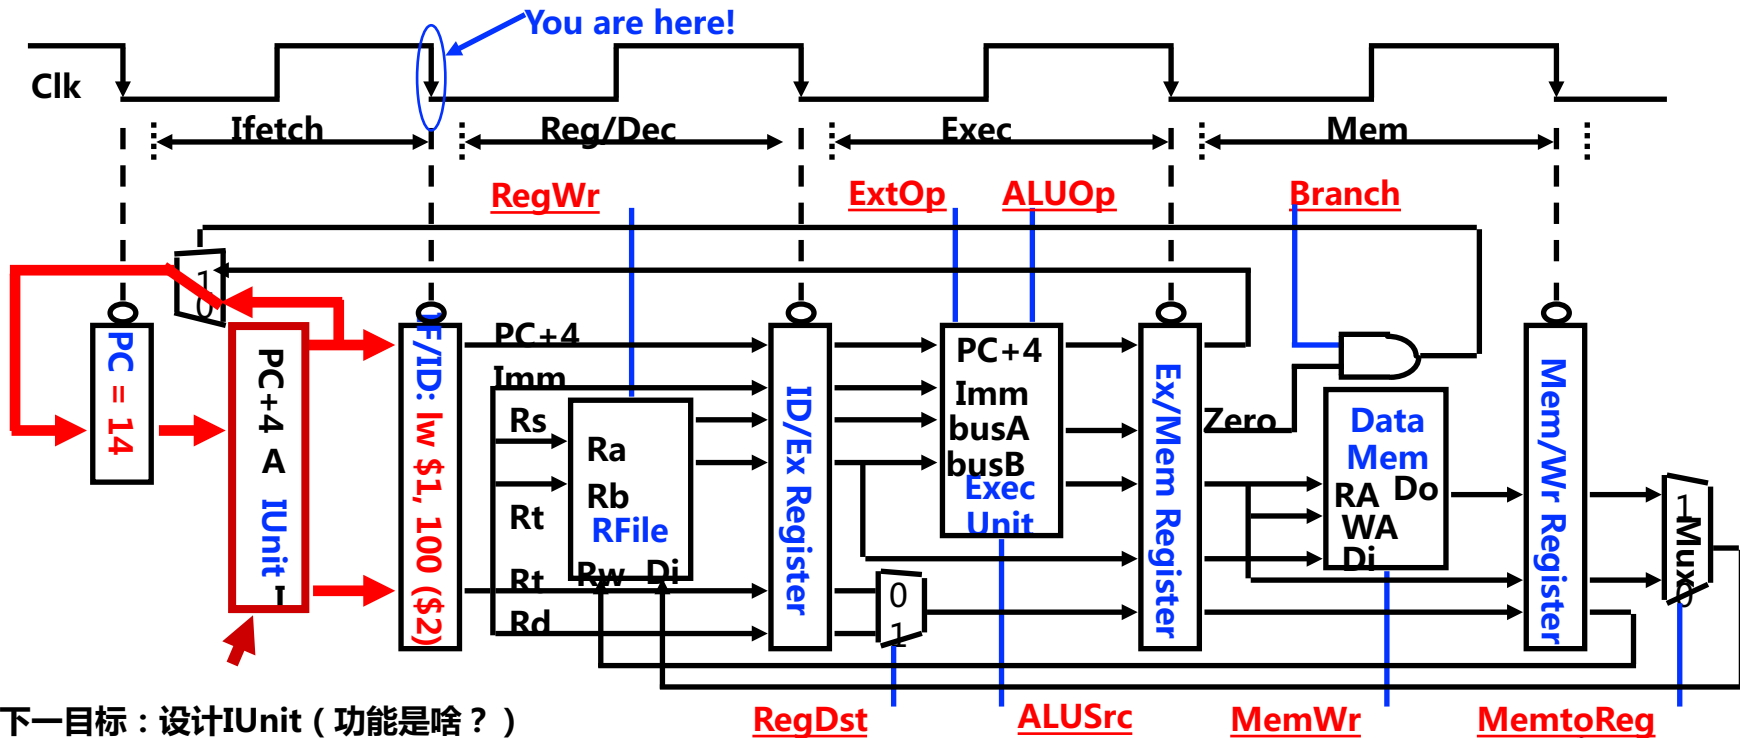 You are here!
Clk
Ifetch
Reg/Dec
Exec
Mem
RegWr
ExtOp
ALUOp
Branch
1
0
PC = 14
PC+4 A
IUnit I
IF/ID: lw $1, 100 ($2)
PC+4
Imm
Rs
Rt
Rt
Rd
Ra
Rb
RFile
Rw
Di
ID/Ex Register
PC+4
Imm
busA
busB
Exec
Unit
0
1
Ex/Mem Register
Zero
Data
Mem
RA
Do
WA
Di
Mem/Wr Register
1
Mux
0
RegDst
ALUSrc
MemWr
MemtoReg
下一目标：设计IUnit（功能是啥？）